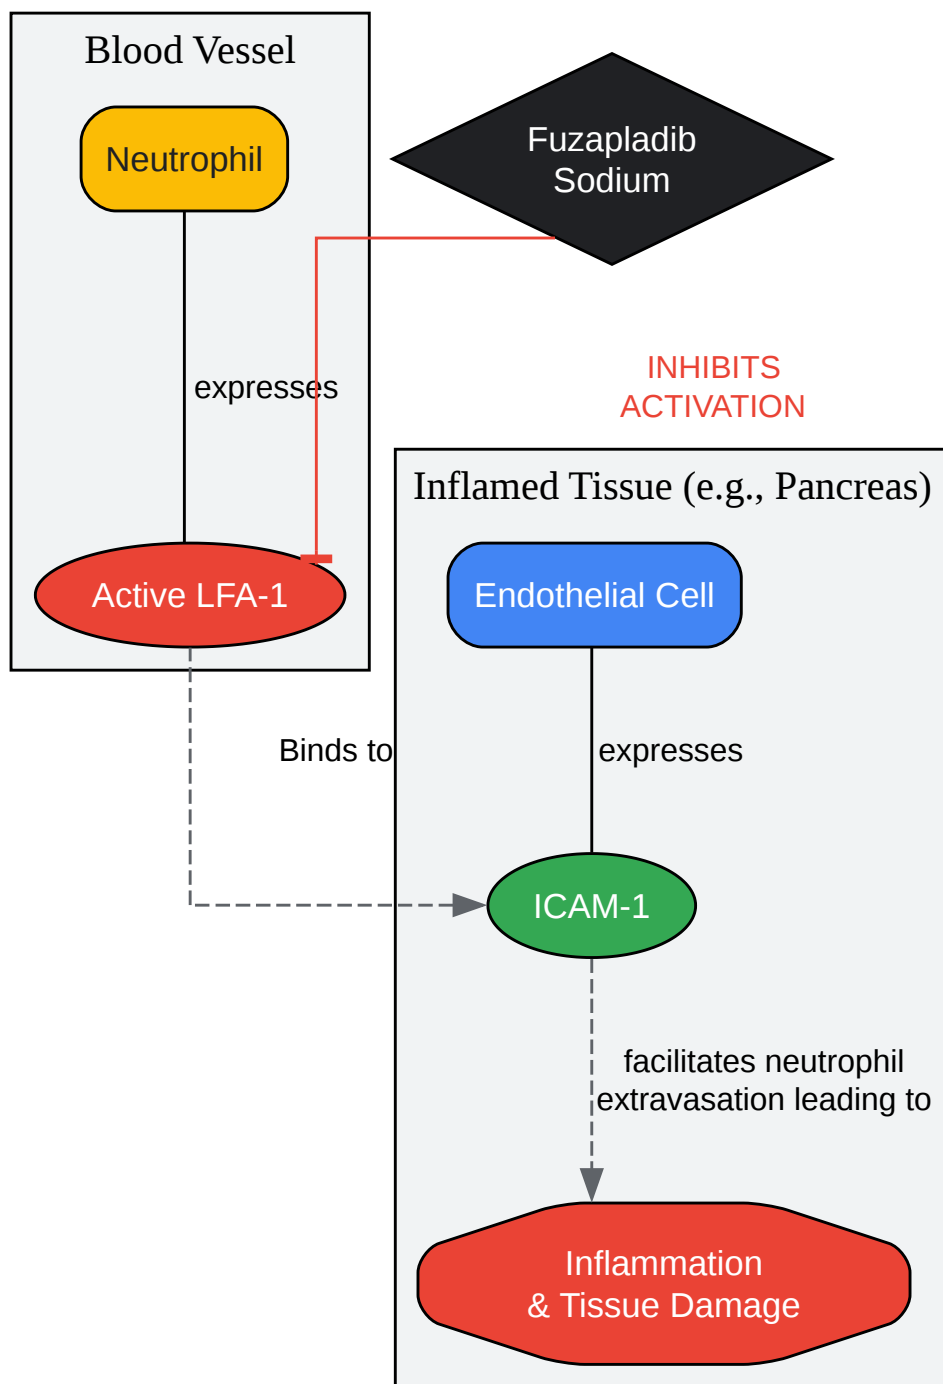 Blood Vessel
Neutrophil
Fuzapladib
Sodium
expresses
INHIBITS
ACTIVATION
Inflamed Tissue (e.g., Pancreas)
Active LFA-1
Endothelial Cell
Binds to
expresses
ICAM-1
facilitates neutrophil
extravasation leading to
Inflammation
& Tissue Damage